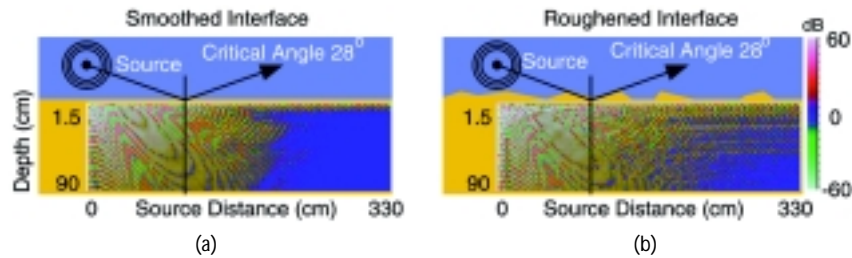 Smoothed Interface
Source
Critical Angle 28°
Depth (cm)
1.5
90
0
Source Distance (cm)
330
(a)
Roughened Interface
Source
Critical Angle 28°
1.5
90
0
Source Distance (cm)
330
dB
60
0
-60
(b)